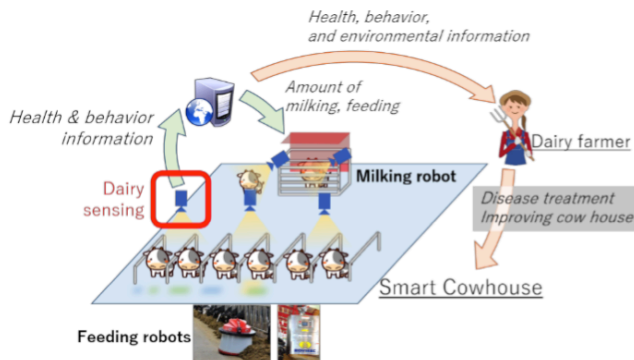 Health, behavior,
and environmental information
Amount of
milking, feeding
Health & behavior
information
Dairy farmer
Milking robot
Dairy
sensing
Disease treatment
Improving cow house
Smart Cowhouse
Feeding robots